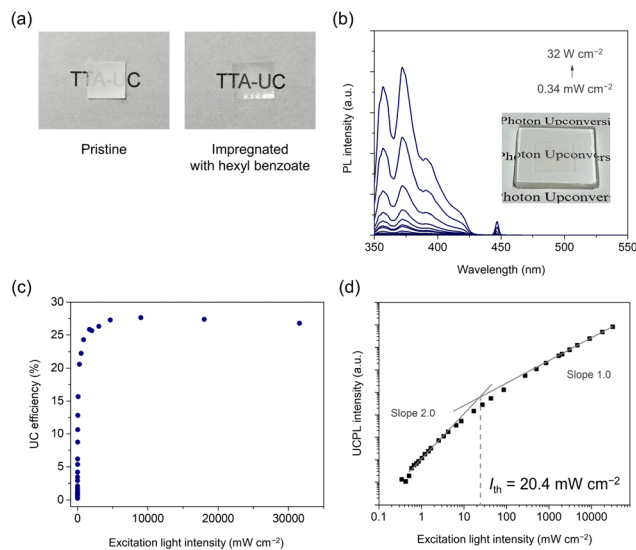 (a)
TTA-UC
TTA-UC
Pristine
Impregnated
with hexyl benzoate
(b)
PL intensity (a.u.)
32 W cm⁻²
0.34 mW cm⁻²
Photon Upconversi
Photon Upconvers
Photo Upconver
350 400 450 500 550
Wavelength (nm)
(c)
UC efficiency (%)
30
25
20
15
10
5
0
0 10000 20000 30000
Excitation light intensity (mW cm⁻²)
(d)
UCPL intensity (a.u.)
Slope 2.0
Slope 1.0
Ith = 20.4 mW cm⁻²
0.1 1 10 100 1000 10000
Excitation light intensity (mW cm⁻²)